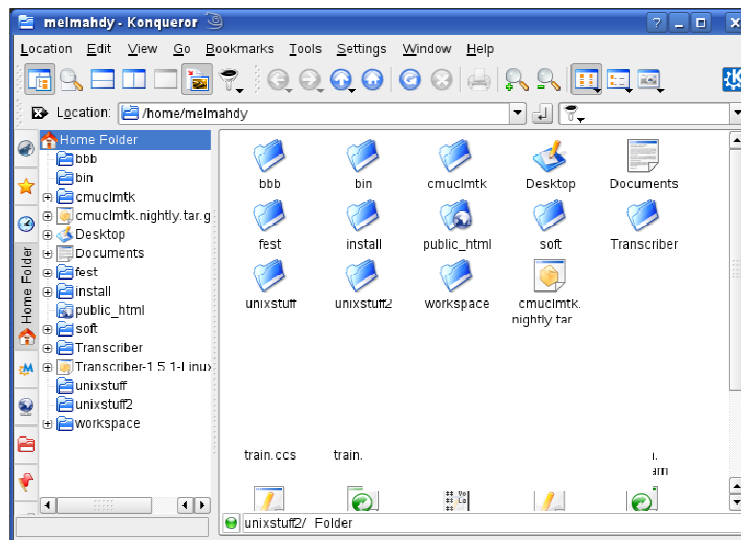 melmahdy - Konqueror
Location Edit View Go Bookmarks Tools Settings Window Help
Location: /home/melmahdy
Home Folder
bbb
bin
cmuclmtk
cmuclmtk.nightly.tar.g
Desktop
Documents
fest
install
public_html
soft
Transcriber
Transcriber-1.5.1-Linux
unixstuff
unixstuff2
workspace
Home Folder
bbb bin cmuclmtk Desktop Documents
fest install public_html soft Transcriber
unixstuff unixstuff2 workspace cmuclmtk.
nightly.tar
train.ccs train.
unixstuff2/ Folder